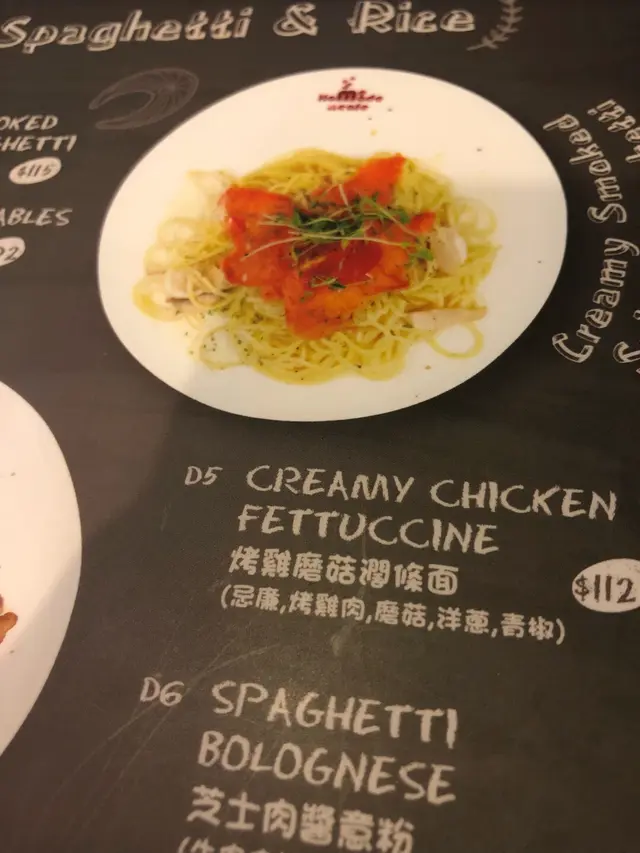 Spaghetti & Rice
OKED
GHETTI
$115
ABLES
Creamy Smoked
D5 CREAMY CHICKEN
FETTUCCINE
烤雞磨菇潤條面
$112
(忌廉,烤雞肉,磨菇,洋蔥,青椒)
D6 SPAGHETTI
BOLOGNESE
芝士肉醬意粉